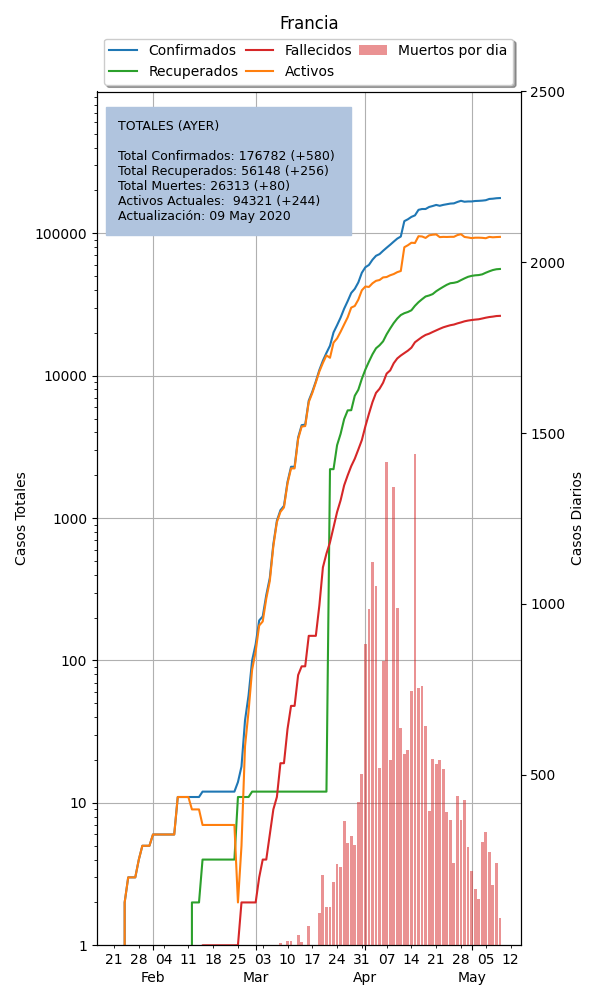 Francia
Confirmados
Recuperados
Fallecidos
Activos
Muertos por dia
TOTALES (AYER)
Total Confirmados: 176782 (+580)
Total Recuperados: 56148 (+256)
Total Muertes: 26313 (+80)
Activos Actuales:  94321 (+244)
Actualización: 09 May 2020
Casos Totales
100000
10000
1000
100
10
1
2500
2000
1500
1000
500
Casos Diarios
21 28 04 11 18 25 03 10 17 24 31 07 14 21 28 05 12
Feb Mar Apr May